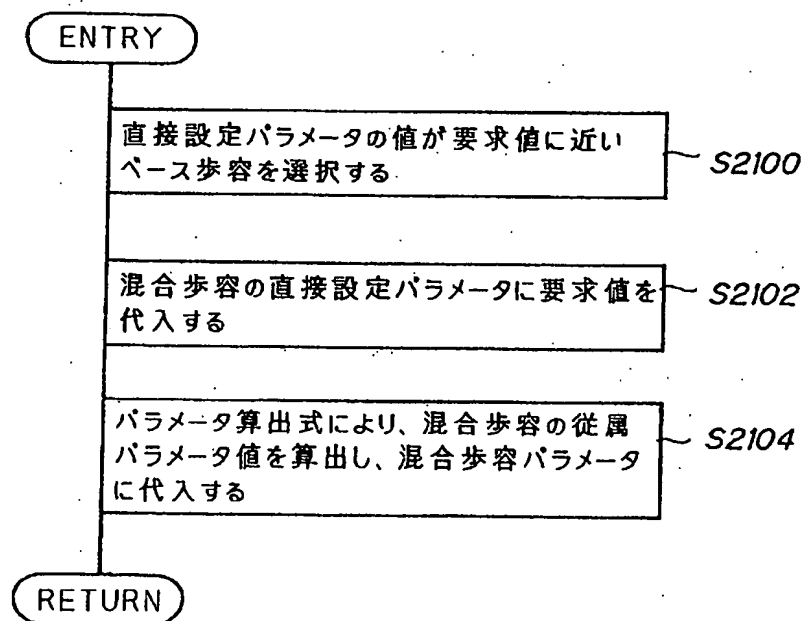 ENTRY
直接設定パラメータの値が要求値に近い
ベース歩容を選択する
S2100
混合歩容の直接設定パラメータに要求値を
代入する
S2102
パラメータ算出式により、混合歩容の従属
パラメータ値を算出し、混合歩容パラメータ
に代入する
S2104
RETURN